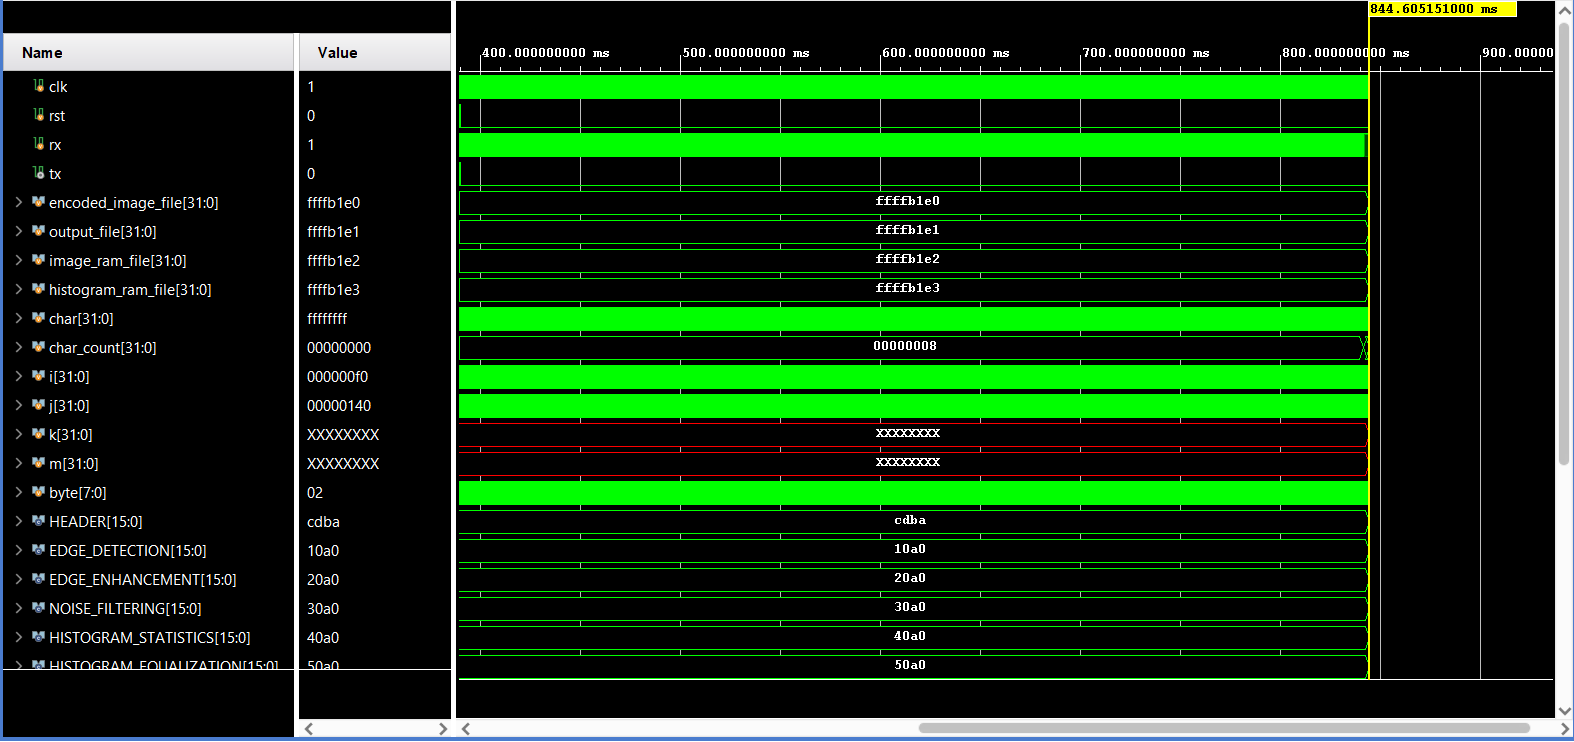 844.605151000 ms
Name Value
400.000000000 ms 500.000000000 ms 600.000000000 ms 700.000000000 ms 800.000000000 ms 900.00000
clk 1
rst 0
rx 1
tx 0
encoded_image_file[31:0] ffffb1e0 ffffb1e0
output_file[31:0] ffffb1e1 ffffb1e1
image_ram_file[31:0] ffffb1e2 ffffb1e2
histogram_ram_file[31:0] ffffb1e3 ffffb1e3
char[31:0] ffffffff
char_count[31:0] 00000000 00000008
i[31:0] 000000f0
j[31:0] 00000140
k[31:0] XXXXXXXX XXXXXXXX
m[31:0] XXXXXXXX XXXXXXXX
byte[7:0] 02
HEADER[15:0] cdba cdba
EDGE_DETECTION[15:0] 10a0 10a0
EDGE_ENHANCEMENT[15:0] 20a0 20a0
NOISE_FILTERING[15:0] 30a0 30a0
HISTOGRAM_STATISTICS[15:0] 40a0 40a0
HISTOGRAM_EQUALIZATION[15:0] 50a0 50a0